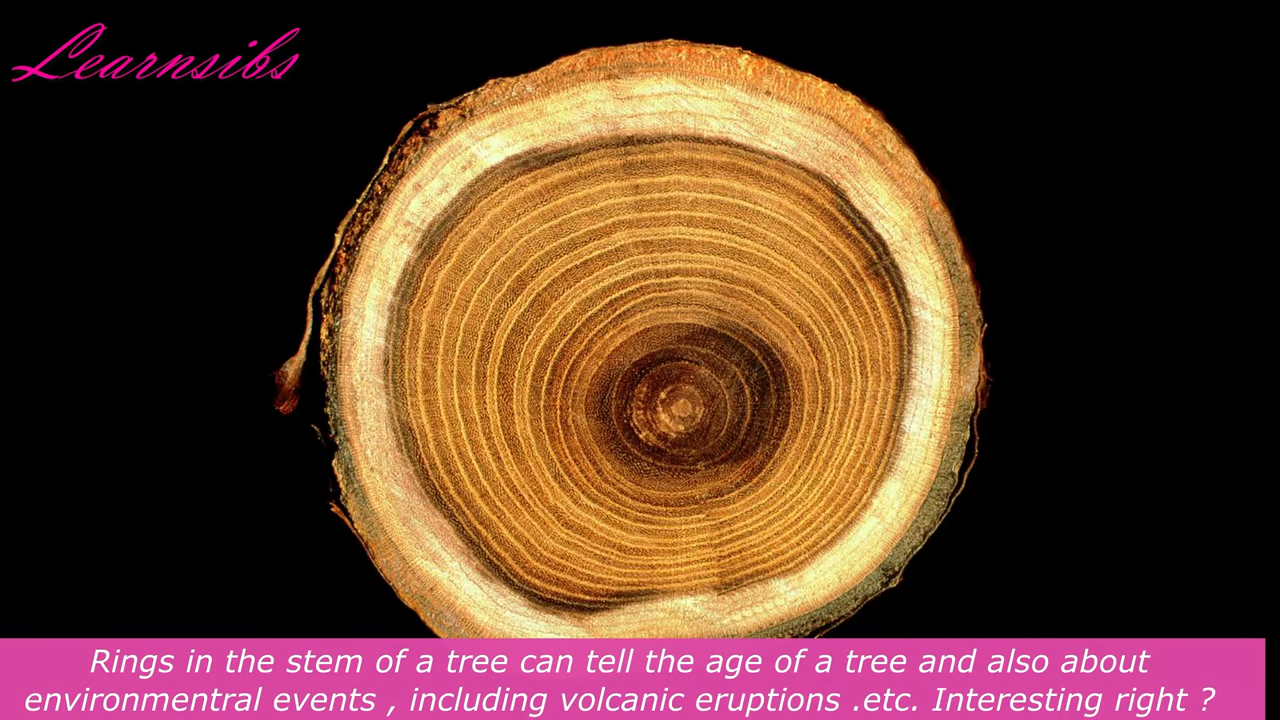 Learnsibs
Rings in the stem of a tree can tell the age of a tree and also about
environmentral events , including volcanic eruptions .etc. Interesting right ?